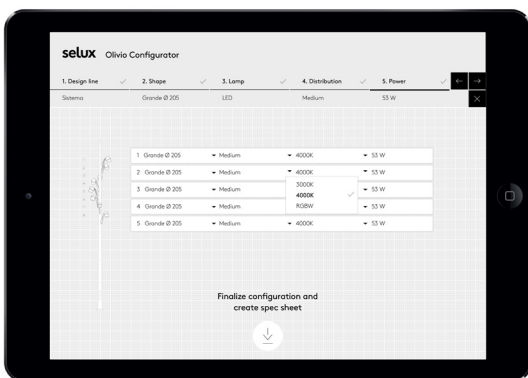 selux Olivio Configurator
1. Design line 2. Shape 3. Lamp 4. Distribution 5. Power
Sistema Grande Ø 205 LED Medium 53 W
1 Grande Ø 205 Medium 4000K 53 W
2 Grande Ø 205 Medium 4000K 53 W
3000K
3 Grande Ø 205 Medium 53 W
4000K
4 Grande Ø 205 Medium RGBW 53 W
5 Grande Ø 205 Medium 4000K 53 W
Finalize configuration and
create spec sheet